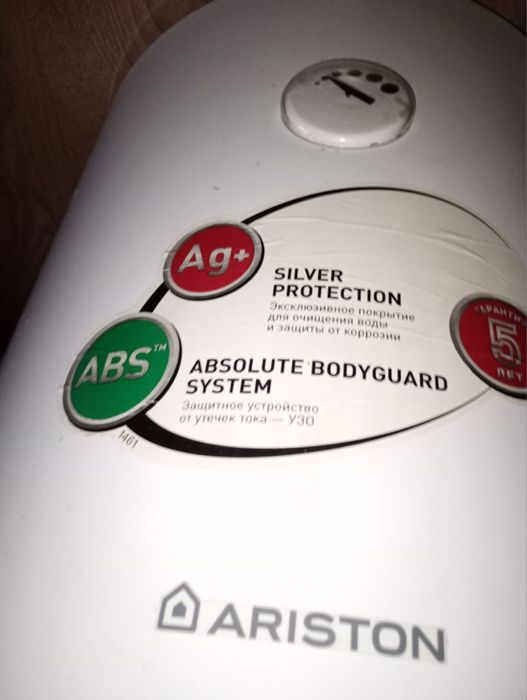 Ag+
SILVER
PROTECTION
Эксклюзивное покрытие
для очищения воды
и защиты от коррозии
ГАРАНТИЯ
5
ЛЕТ
ABS™
ABSOLUTE BODYGUARD
SYSTEM
Защитное устройство
от утечек тока — УЗО
1461
ARISTON